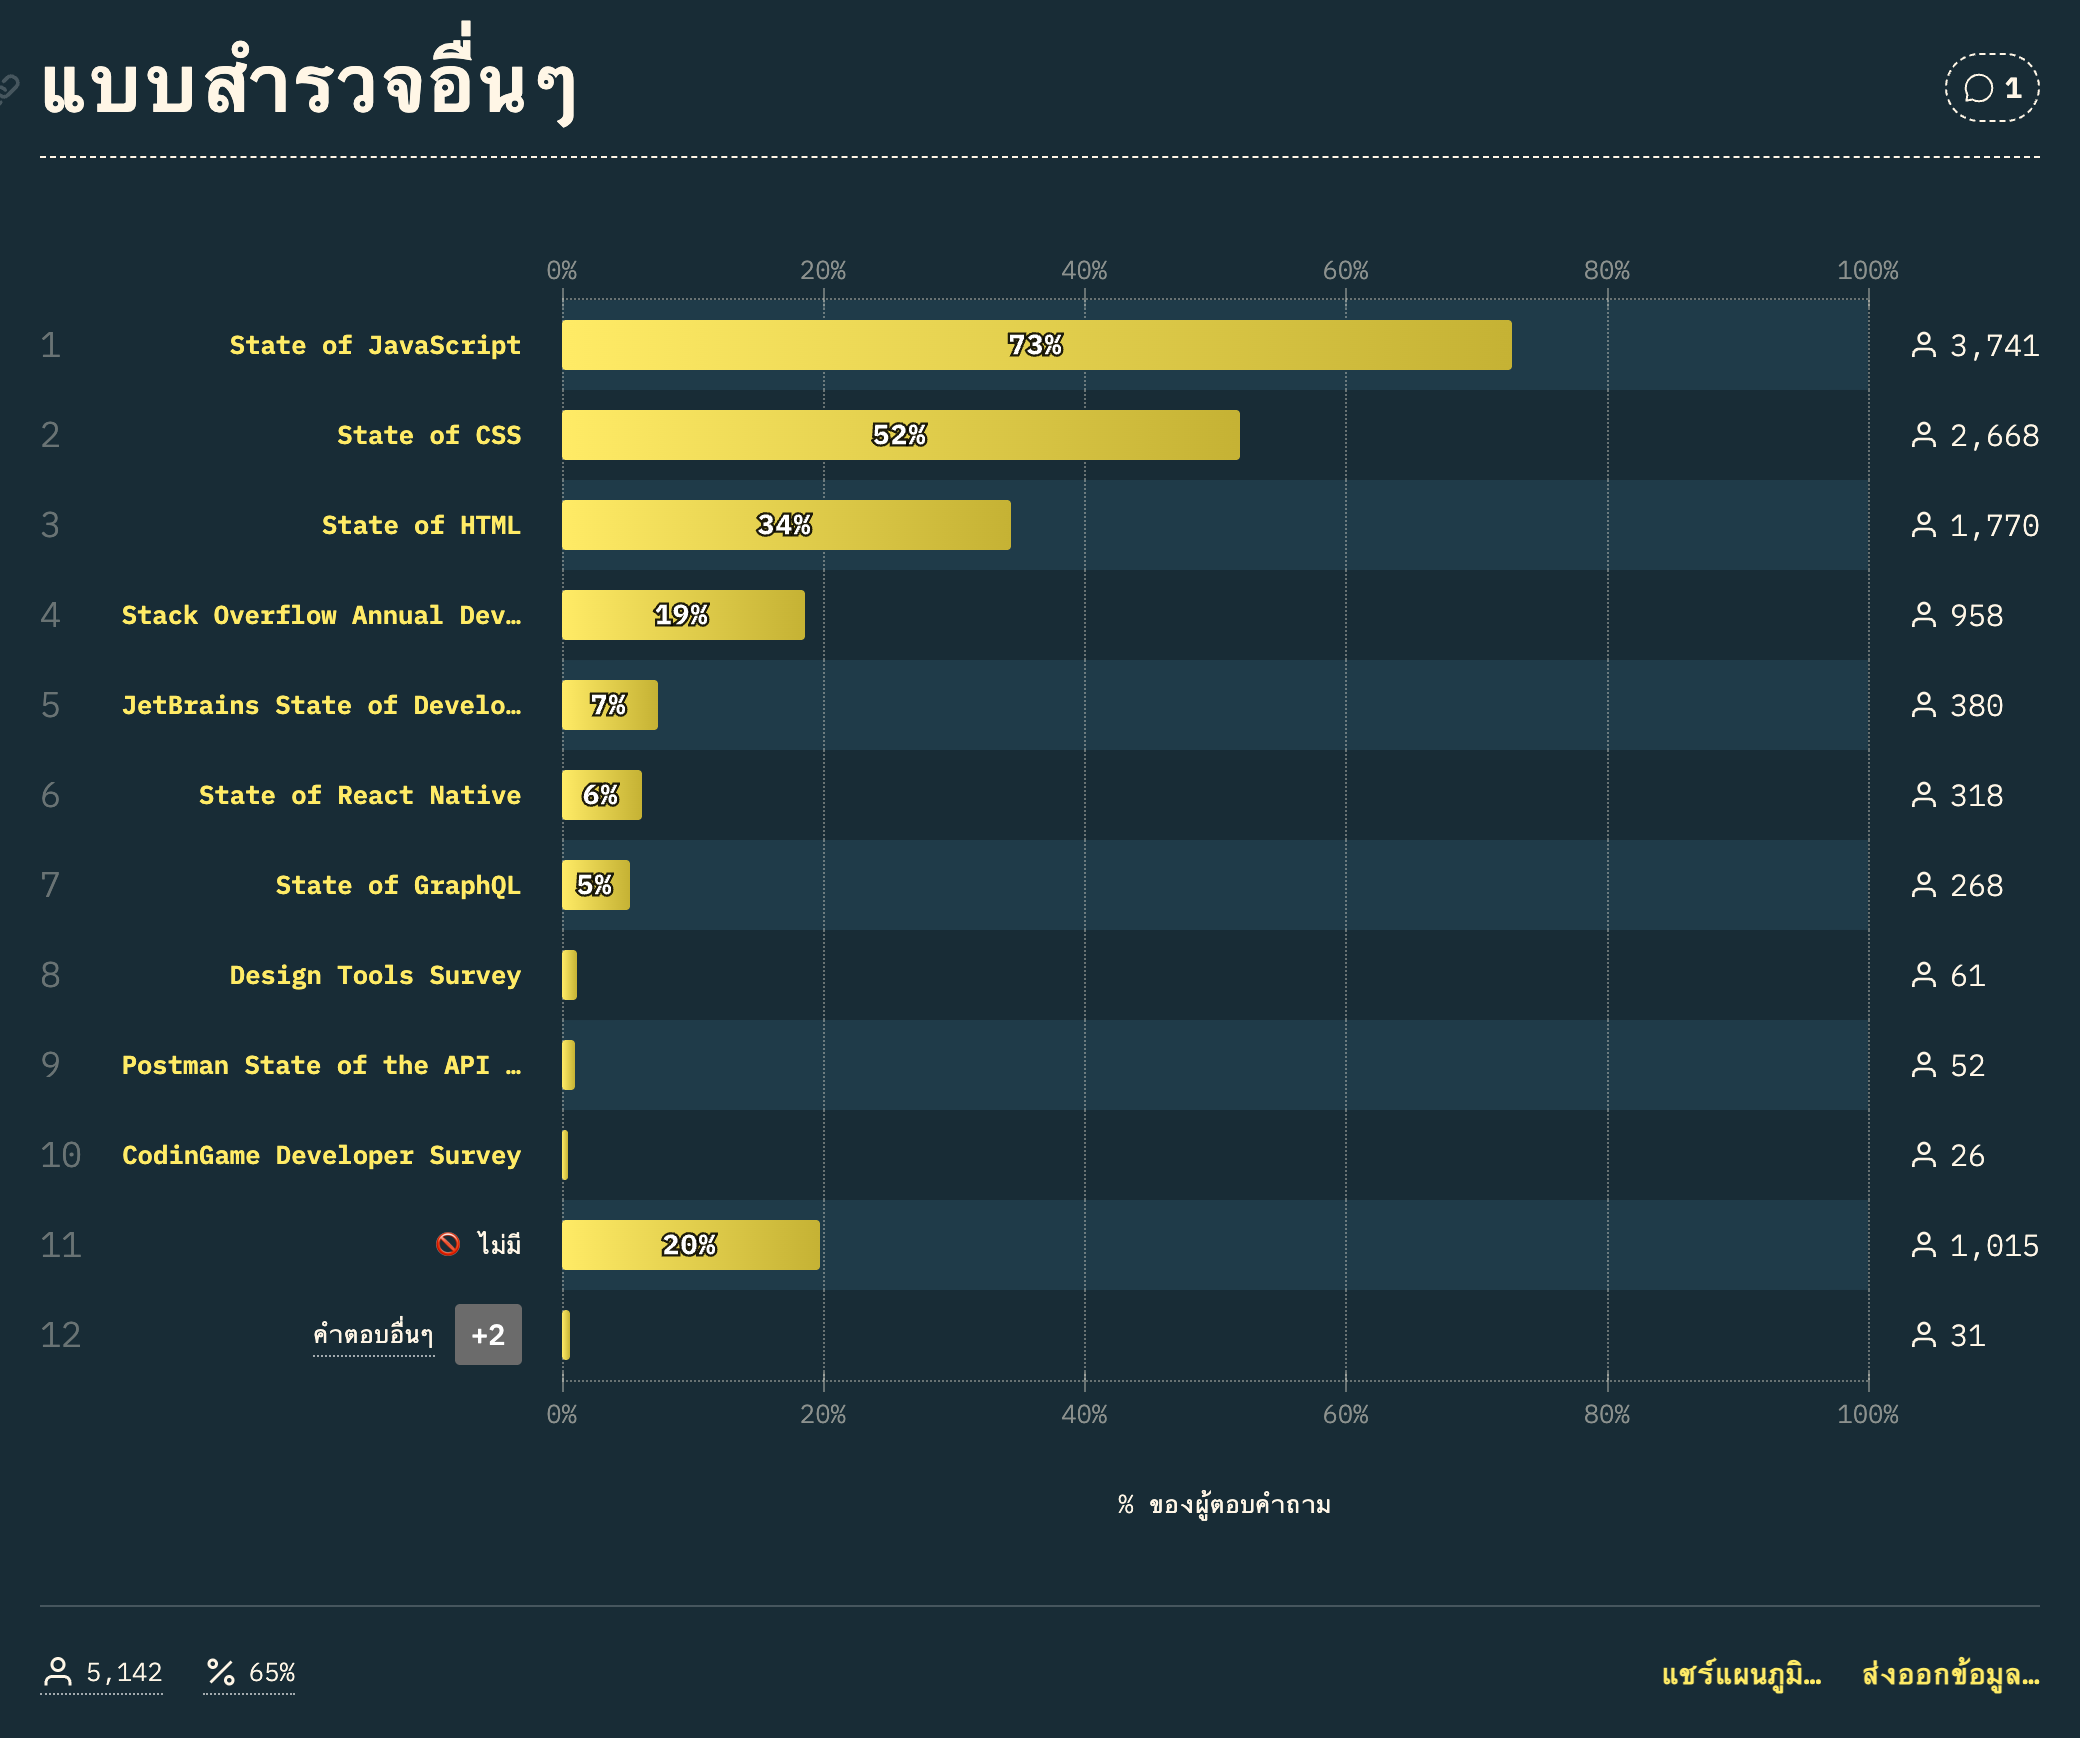 แบบสำรวจอื่นๆ
1
0% 20% 40% 60% 80% 100%
1 State of JavaScript 73% 3,741
2 State of CSS 52% 2,668
3 State of HTML 34% 1,770
4 Stack Overflow Annual Dev… 19% 958
5 JetBrains State of Develo… 7% 380
6 State of React Native 6% 318
7 State of GraphQL 5% 268
8 Design Tools Survey 61
9 Postman State of the API … 52
10 CodinGame Developer Survey 26
11 🚫 ไม่มี 20% 1,015
12 คำตอบอื่นๆ +2 31
0% 20% 40% 60% 80% 100%
% ของผู้ตอบคำถาม
5,142 % 65% แชร์แผนภูมิ… ส่งออกข้อมูล…